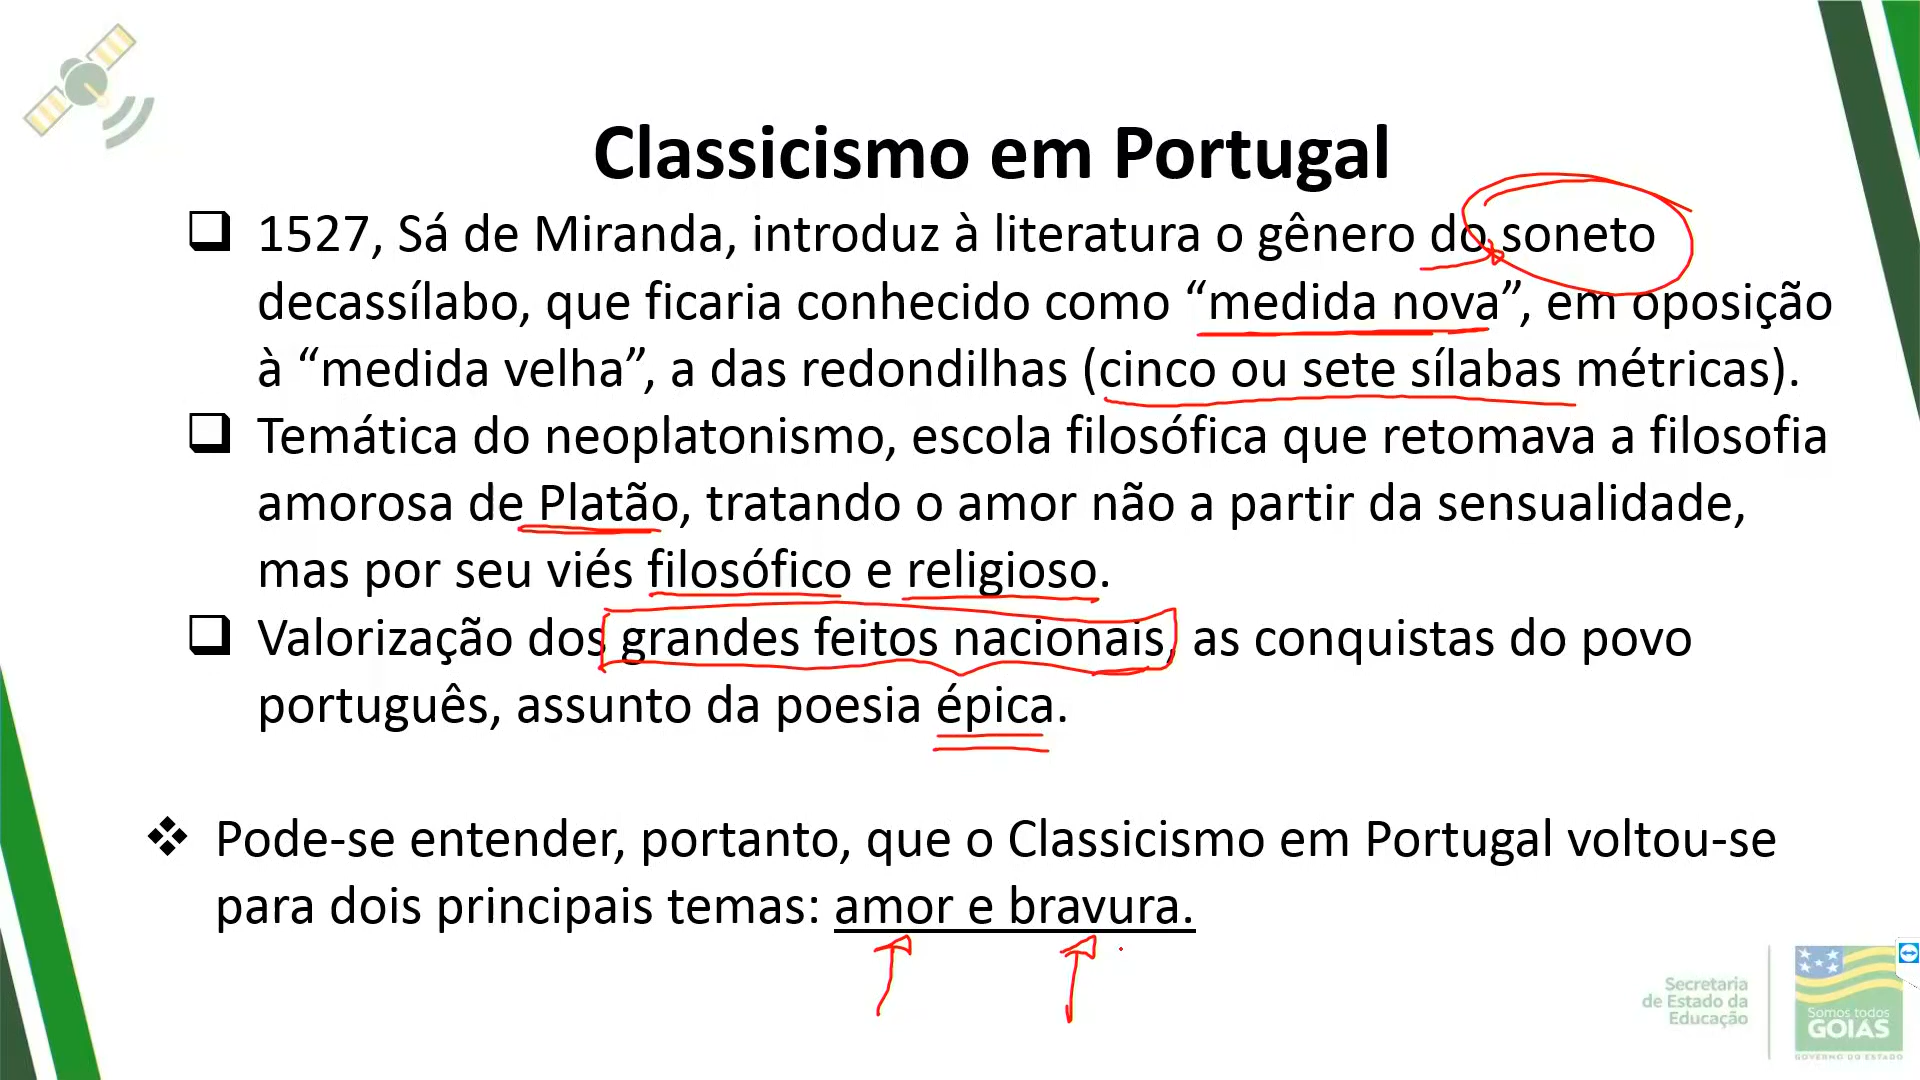 Classicismo em Portugal
1527, Sá de Miranda, introduz à literatura o gênero do soneto
decassílabo, que ficaria conhecido como “medida nova”, em oposição
à “medida velha”, a das redondilhas (cinco ou sete sílabas métricas).
Temática do neoplatonismo, escola filosófica que retomava a filosofia
amorosa de Platão, tratando o amor não a partir da sensualidade,
mas por seu viés filosófico e religioso.
Valorização dos grandes feitos nacionais, as conquistas do povo
português, assunto da poesia épica.
Pode-se entender, portanto, que o Classicismo em Portugal voltou-se
para dois principais temas: amor e bravura.
Secretaria
de Estado da
Educação
Somos todos
GOIÁS
GOVERNO DO ESTADO